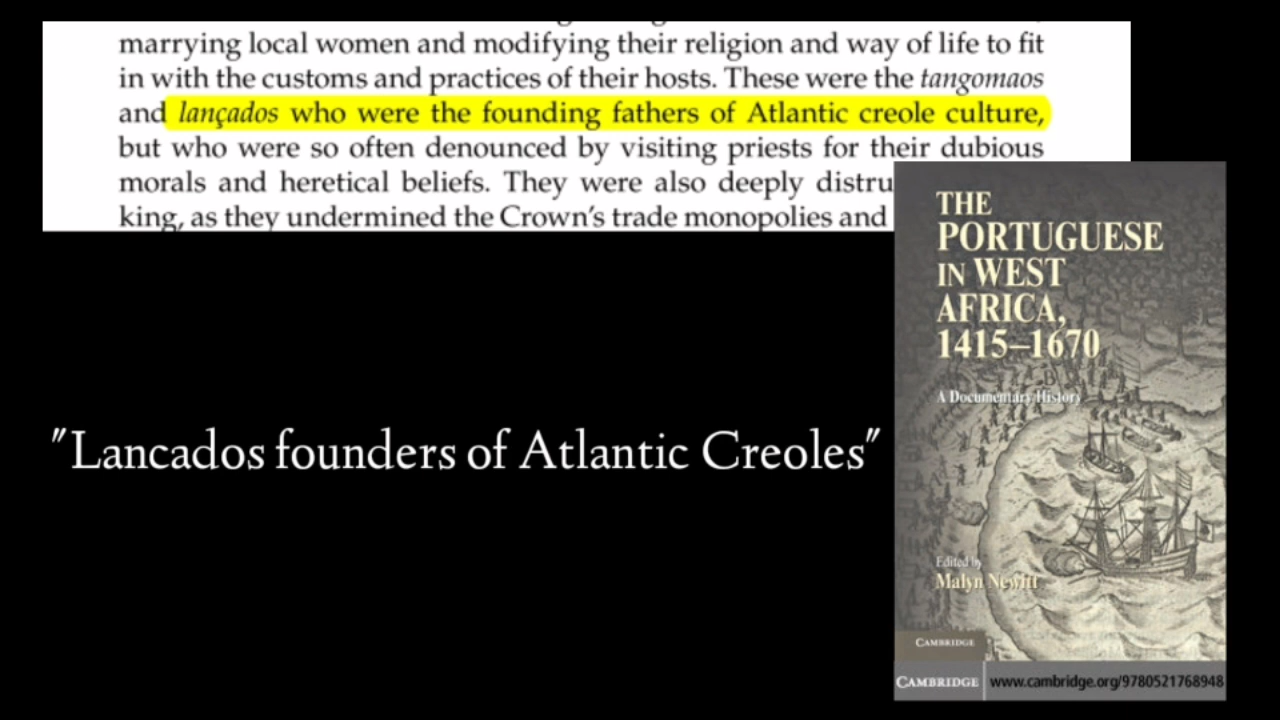 marrying local women and modifying their religion and way of life to fit
in with the customs and practices of their hosts. These were the tangomaos
and lançados who were the founding fathers of Atlantic creole culture,
but who were so often denounced by visiting priests for their dubious
morals and heretical beliefs. They were also deeply distru
king, as they undermined the Crown's trade monopolies and
"Lancados founders of Atlantic Creoles"
THE
PORTUGUESE
IN WEST
AFRICA,
1415–1670
A Documentary History
Edited by
Malyn Newitt
CAMBRIDGE
CAMBRIDGE
www.cambridge.org/9780521768948